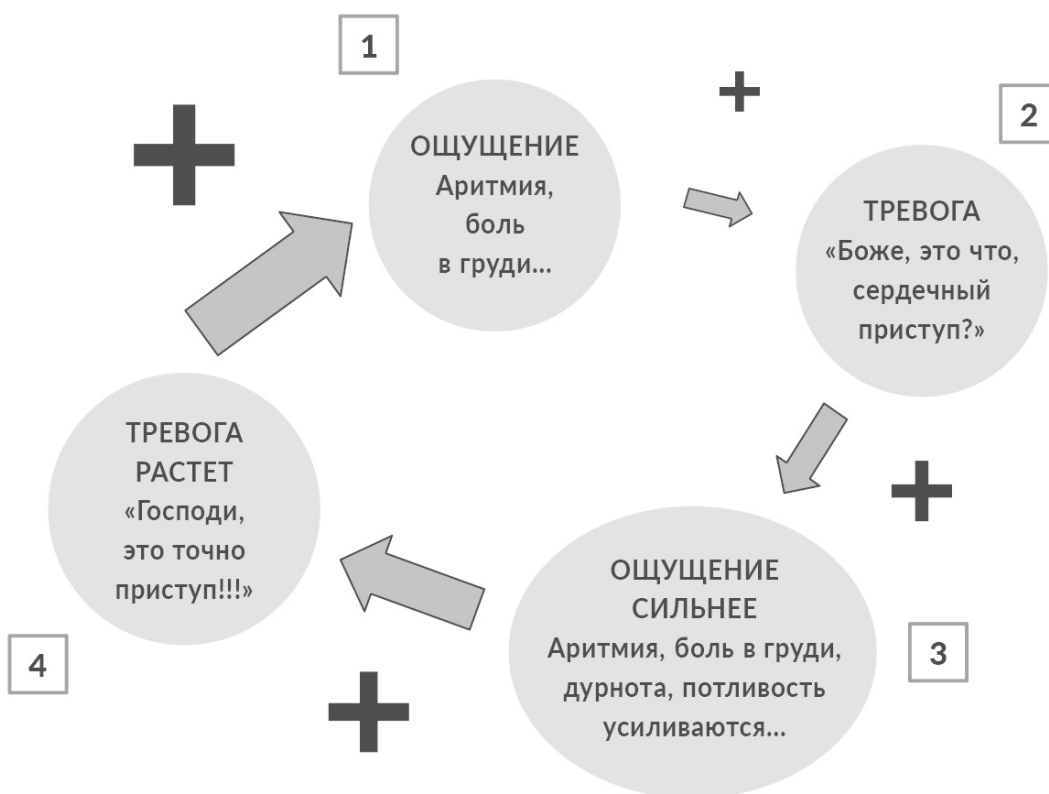 1
ОЩУЩЕНИЕ
Аритмия,
боль
в груди...
2
ТРЕВОГА
«Боже, это что,
сердечный
приступ?»
3
ОЩУЩЕНИЕ
СИЛЬНЕЕ
Аритмия, боль в груди,
дурнота, потливость
усиливаются...
4
ТРЕВОГА
РАСТЕТ
«Господи,
это точно
приступ!!!»